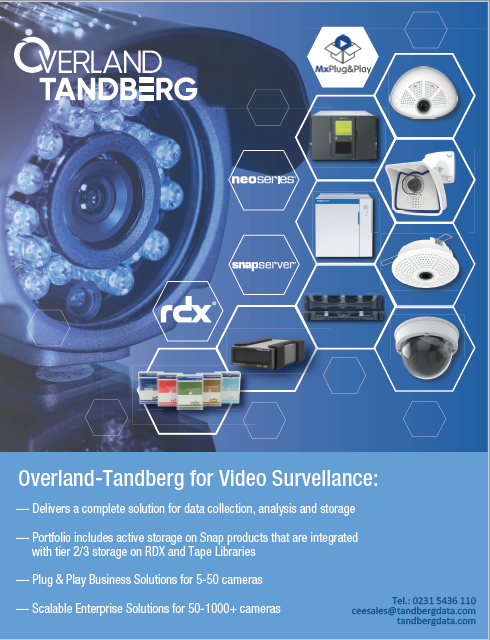 OVERLAND
TANDBERG
MxPlug&Play
neoseries
snapserver
rdx
Overland-Tandberg for Video Survellance:
— Delivers a complete solution for data collection, analysis and storage
— Portfolio includes active storage on Snap products that are integrated
with tier 2/3 storage on RDX and Tape Libraries
— Plug & Play Business Solutions for 5-50 cameras
— Scalable Enterprise Solutions for 50-1000+ cameras
Tel.: 0231 5436 110
ceesales@tandbergdata.com
tandbergdata.com